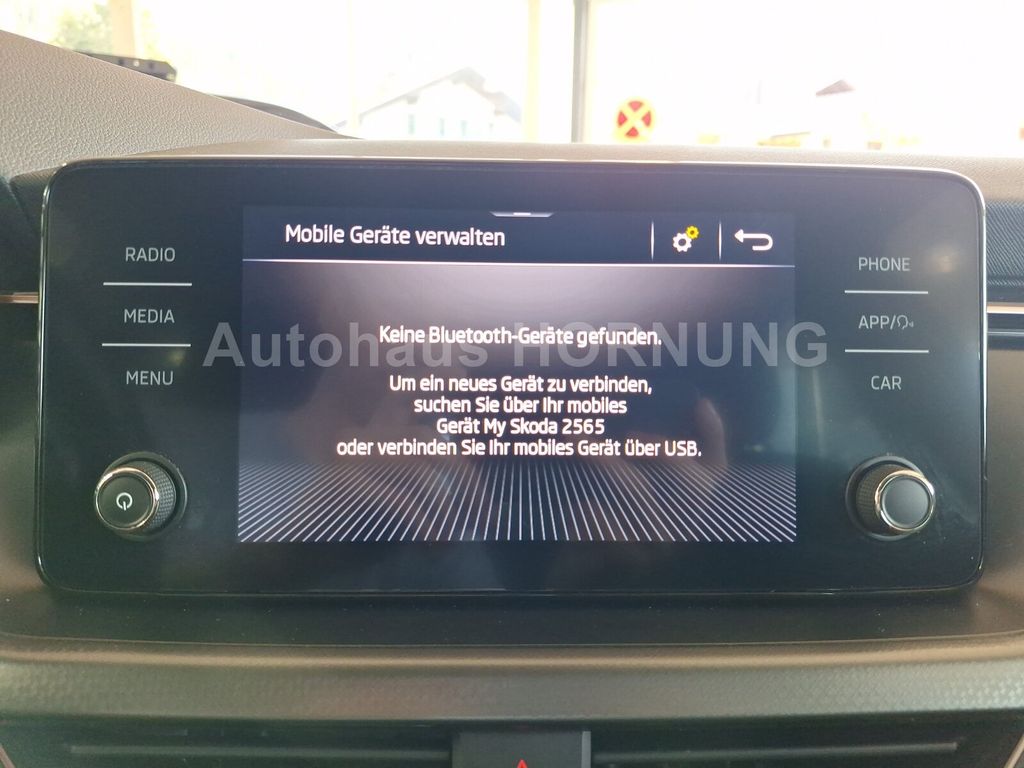 Mobile Geräte verwalten
RADIO
MEDIA
MENU
PHONE
APP/
CAR
Keine Bluetooth-Geräte gefunden.
Autohaus HORNUNG
Um ein neues Gerät zu verbinden,
suchen Sie über Ihr mobiles
Gerät My Skoda 2565
oder verbinden Sie Ihr mobiles Gerät über USB.